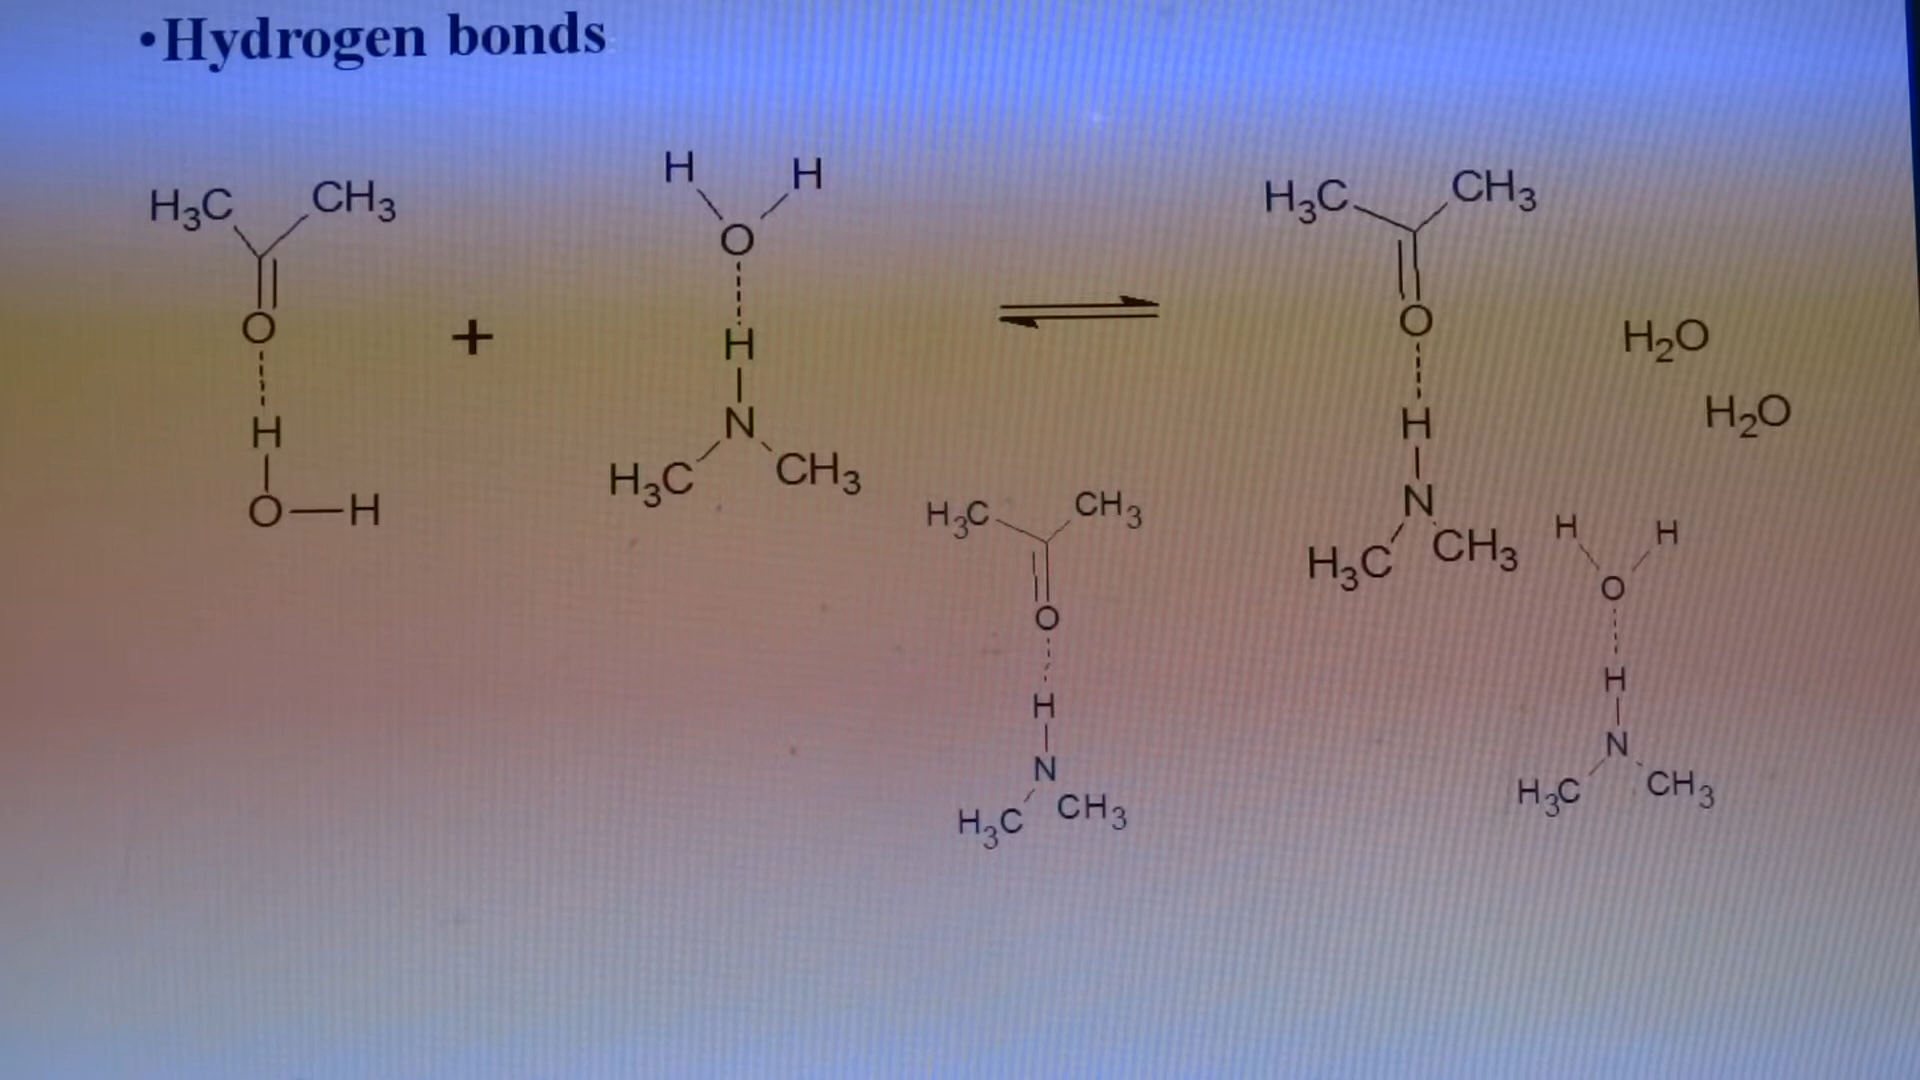 •Hydrogen bonds
H₃C CH₃
O
H
O—H
+
H H
O
H
N
H₃C CH₃
⇌
H₃C CH₃
O
H
N
H₃C CH₃
H₂O
H₂O
H₃C CH₃
O
H
N
H₃C CH₃
H H
O
H
N
H₃C CH₃